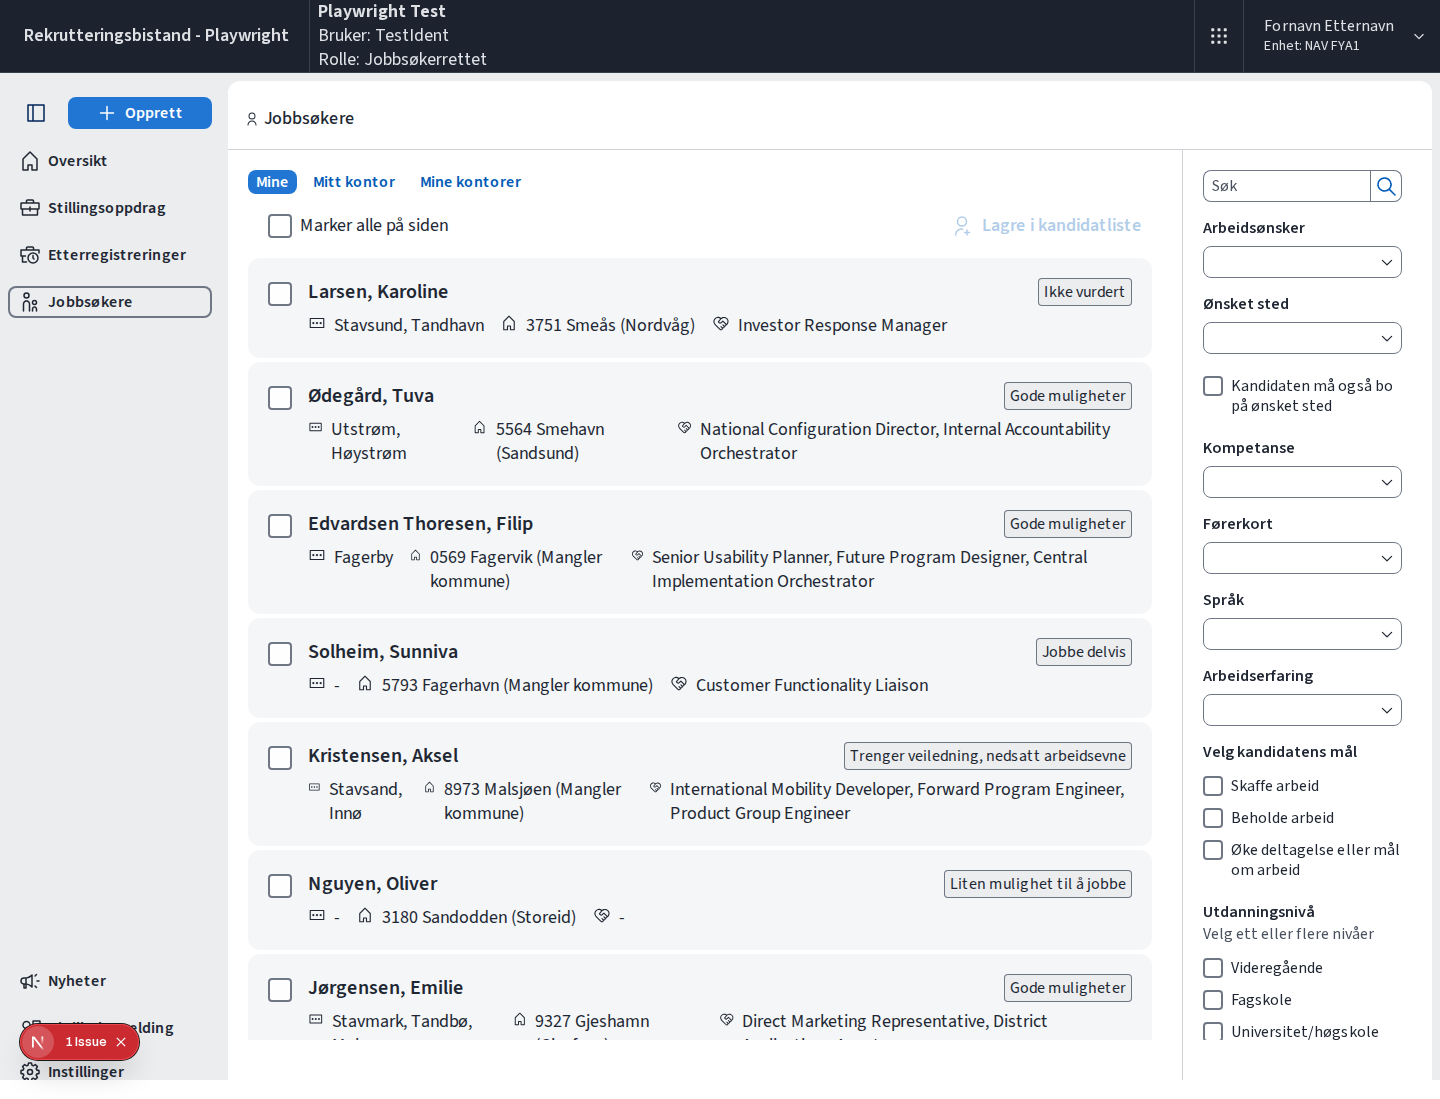 Rekrutteringsbistand - Playwright
Playwright Test
Bruker: TestIdent
Rolle: Jobbsøkerrettet
Fornavn Etternavn
Enhet: NAV FYA1
Opprett
Oversikt
Stillingsoppdrag
Etterregistreringer
Jobbsøkere
Nyheter
elding
1 Issue
Instillinger
Jobbsøkere
Mine
Mitt kontor
Mine kontorer
Marker alle på siden
Lagre i kandidatliste
Larsen, Karoline
Ikke vurdert
Stavsund, Tandhavn
3751 Smeås (Nordvåg)
Investor Response Manager
Ødegård, Tuva
Gode muligheter
Utstrøm,
Høystrøm
5564 Smehavn
(Sandsund)
National Configuration Director, Internal Accountability
Orchestrator
Edvardsen Thoresen, Filip
Gode muligheter
Fagerby
0569 Fagervik (Mangler
kommune)
Senior Usability Planner, Future Program Designer, Central
Implementation Orchestrator
Solheim, Sunniva
Jobbe delvis
-
5793 Fagerhavn (Mangler kommune)
Customer Functionality Liaison
Kristensen, Aksel
Trenger veiledning, nedsatt arbeidsevne
Stavsand,
Innø
8973 Malsjøen (Mangler
kommune)
International Mobility Developer, Forward Program Engineer,
Product Group Engineer
Nguyen, Oliver
Liten mulighet til å jobbe
-
3180 Sandodden (Storeid)
-
Jørgensen, Emilie
Gode muligheter
Stavmark, Tandbø,
9327 Gjeshamn
Direct Marketing Representative, District
Søk
Arbeidsønsker
Ønsket sted
Kandidaten må også bo
på ønsket sted
Kompetanse
Førerkort
Språk
Arbeidserfaring
Velg kandidatens mål
Skaffe arbeid
Beholde arbeid
Øke deltagelse eller mål
om arbeid
Utdanningsnivå
Velg ett eller flere nivåer
Videregående
Fagskole
Universitet/høgskole